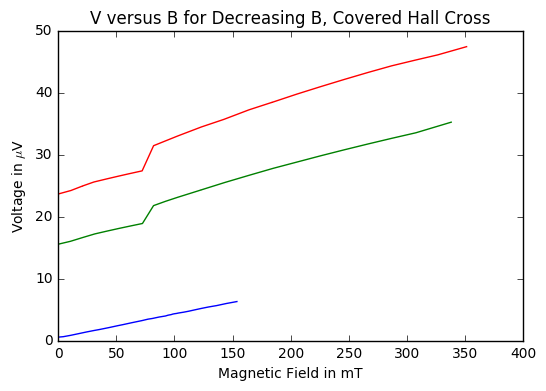 V versus B for Decreasing B, Covered Hall Cross
50
40
30
20
10
0
Voltage in μV
0 50 100 150 200 250 300 350 400
Magnetic Field in mT